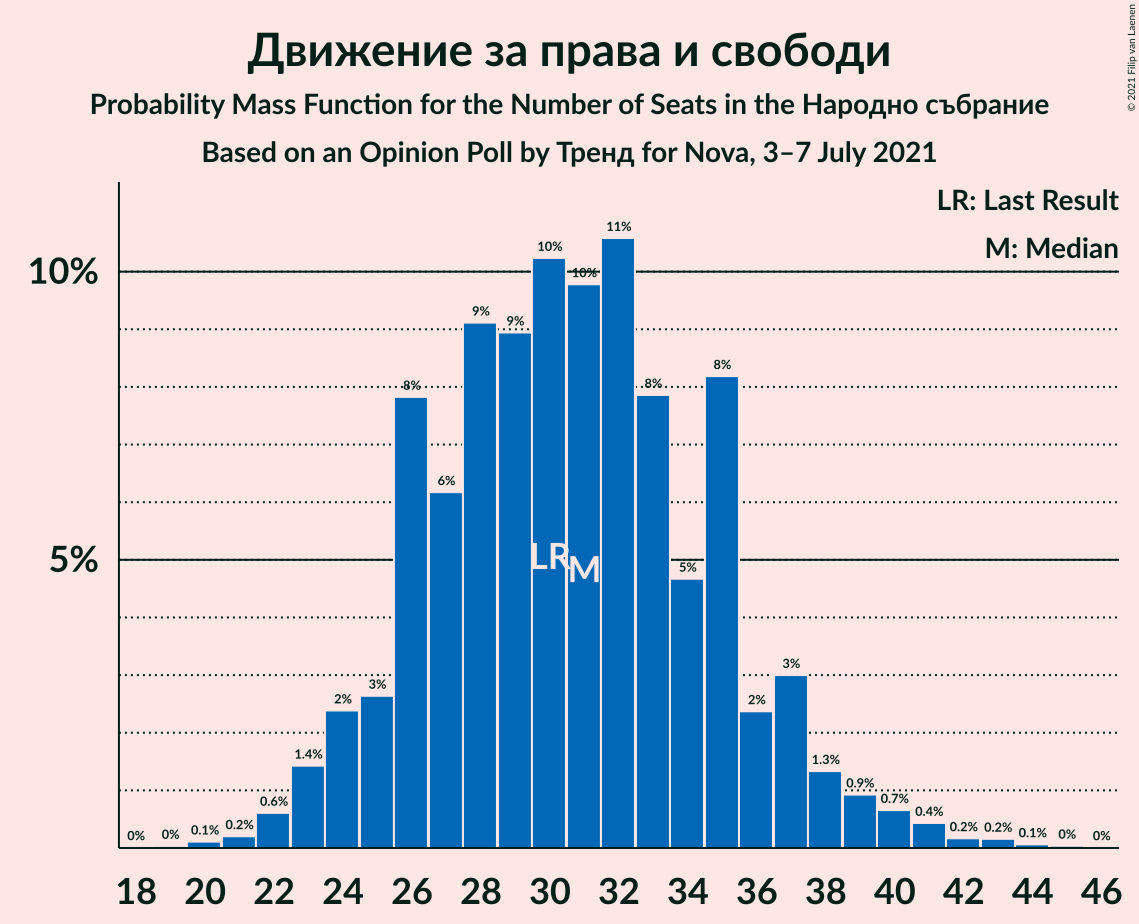 Движение за права и свободи
Probability Mass Function for the Number of Seats in the Народно събрание
Based on an Opinion Poll by Тренд for Nova, 3–7 July 2021
© 2021 Filip van Laenen
LR: Last Result
M: Median
10%
5%
0% 0% 0.1% 0.2% 0.6% 1.4% 2% 3% 8% 6% 9% 9% 10% 10% 11% 8% 5% 8% 2% 3% 1.3% 0.9% 0.7% 0.4% 0.2% 0.2% 0.1% 0% 0%
LR M
18 20 22 24 26 28 30 32 34 36 38 40 42 44 46